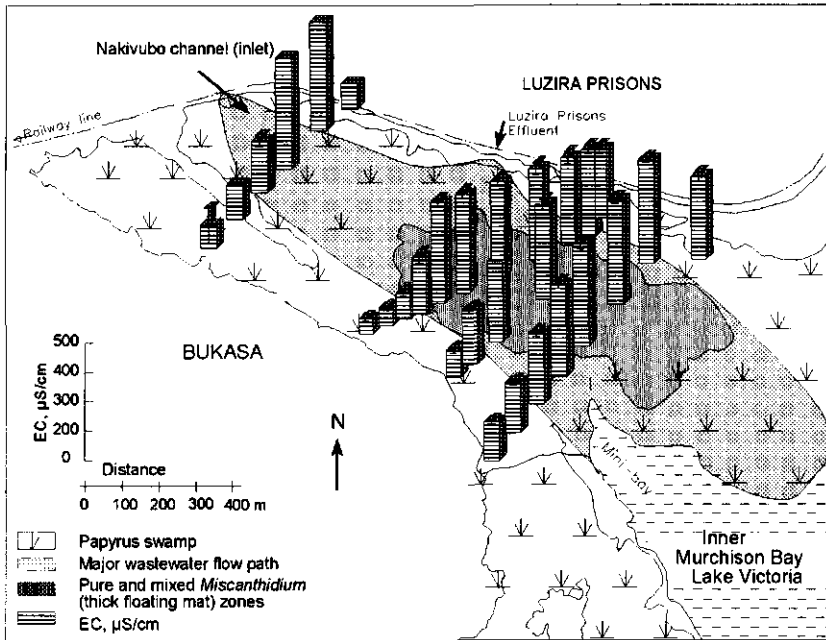 Nakivubo channel (inlet)
LUZIRA PRISONS
Luzira Prisons
Effluent
Railway line
BUKASA
500
400
300
200
0
EC, µS/cm
N
Distance
0 100 200 300 400 m
Mini-bay
Inner
Murchison Bay
Lake Victoria
Papyrus swamp
Major wastewater flow path
Pure and mixed Miscanthidium
(thick floating mat) zones
EC, µS/cm